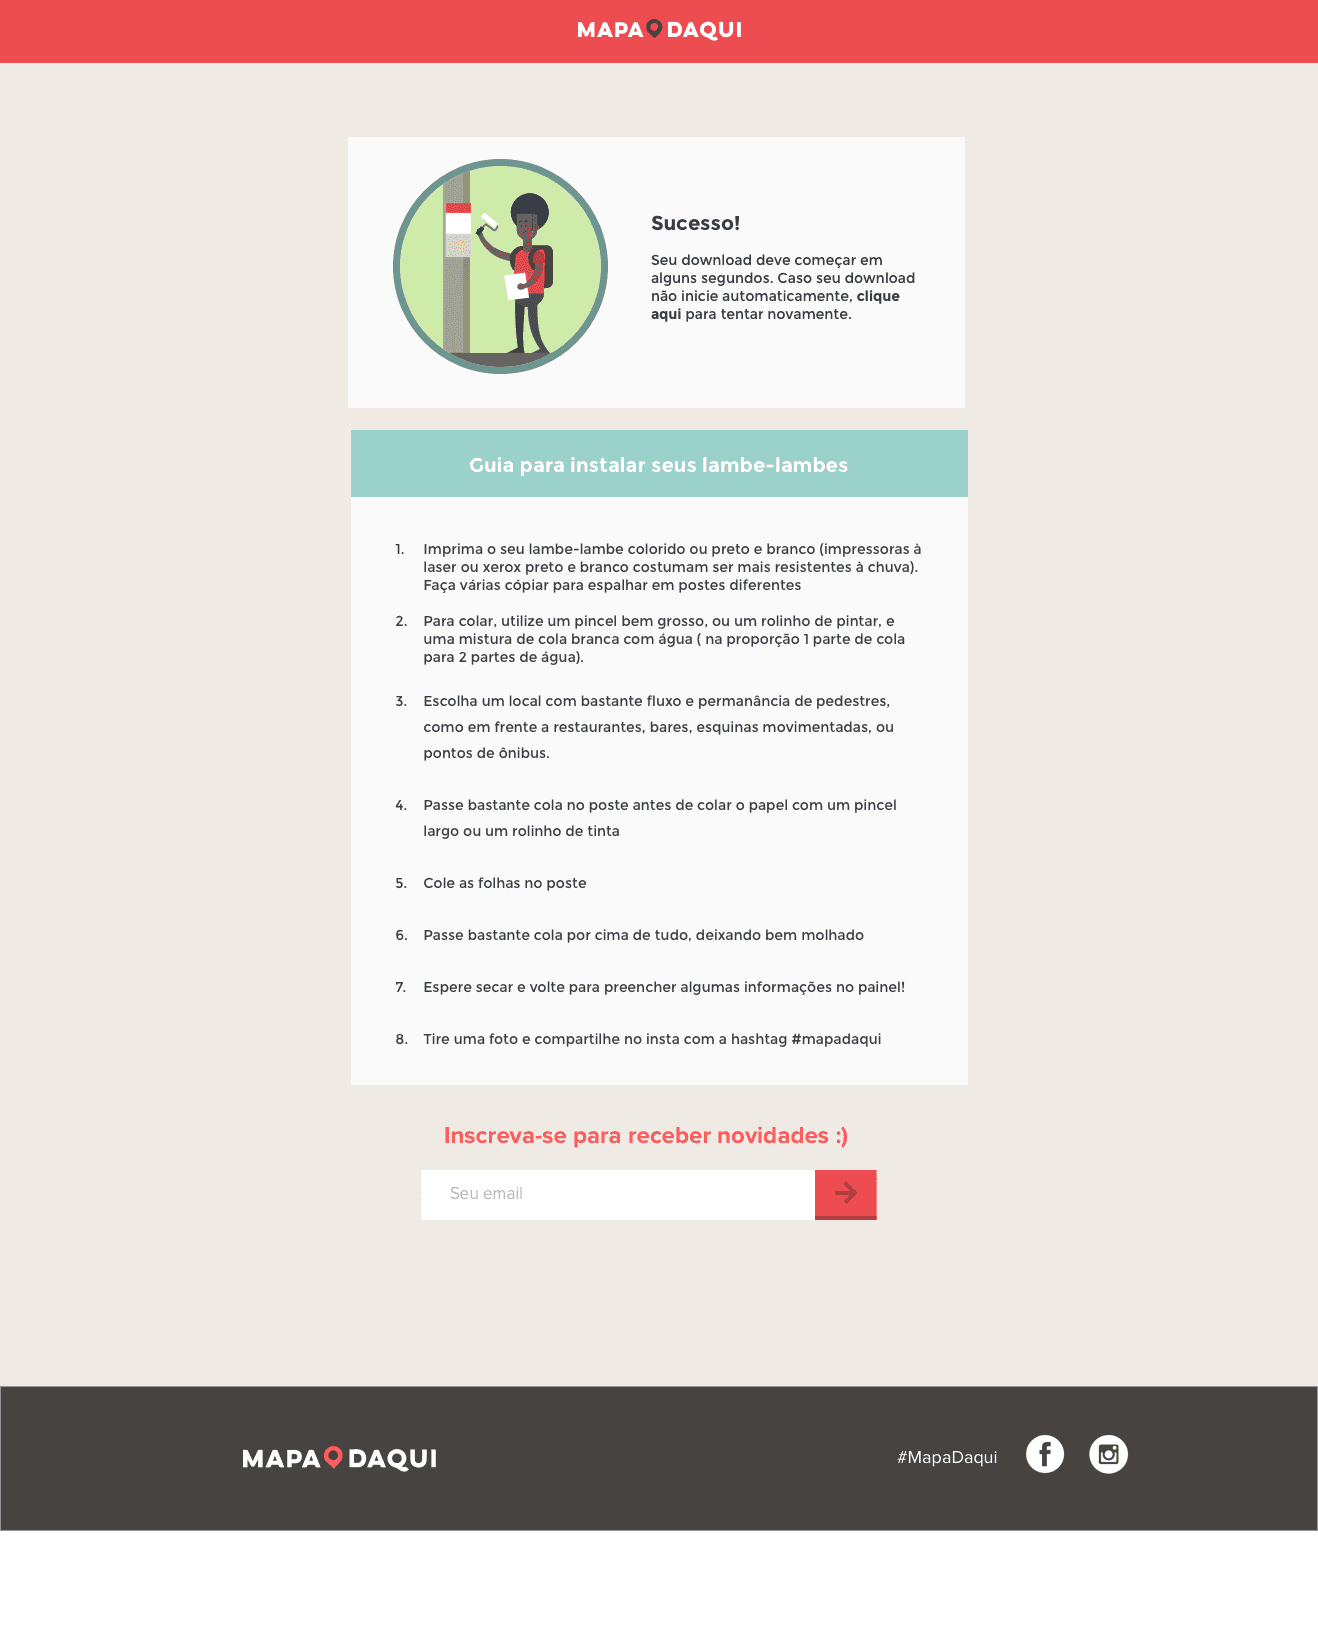 MAPA DAQUI
Sucesso!
Seu download deve começar em
alguns segundos. Caso seu download
não inicie automaticamente, clique
aqui para tentar novamente.
Guia para instalar seus lambe-lambes
1. Imprima o seu lambe-lambe colorido ou preto e branco (impressoras à
laser ou xerox preto e branco costumam ser mais resistentes à chuva).
Faça várias cópiar para espalhar em postes diferentes
2. Para colar, utilize um pincel bem grosso, ou um rolinho de pintar, e
uma mistura de cola branca com água ( na proporção 1 parte de cola
para 2 partes de água).
3. Escolha um local com bastante fluxo e permanância de pedestres,
como em frente a restaurantes, bares, esquinas movimentadas, ou
pontos de ônibus.
4. Passe bastante cola no poste antes de colar o papel com um pincel
largo ou um rolinho de tinta
5. Cole as folhas no poste
6. Passe bastante cola por cima de tudo, deixando bem molhado
7. Espere secar e volte para preencher algumas informações no painel!
8. Tire uma foto e compartilhe no insta com a hashtag #mapadaqui
Inscreva-se para receber novidades :)
Seu email
MAPA DAQUI
#MapaDaqui